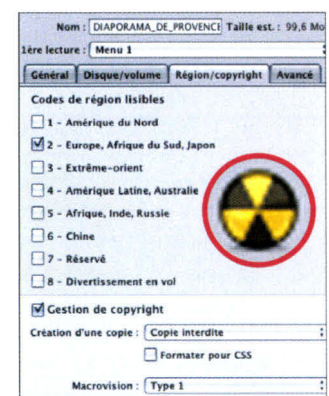 Nom : DIAPORAMA_DE_PROVENCE Taille est. : 99,6 Mo
1ère lecture : Menu 1
Général Disque/volume Région/copyright Avancé
Codes de région lisibles
1 - Amérique du Nord
2 - Europe, Afrique du Sud, Japon
3 - Extrême-orient
4 - Amérique Latine, Australie
5 - Afrique, Inde, Russie
6 - Chine
7 - Réservé
8 - Divertissement en vol
Gestion de copyright
Création d'une copie : Copie interdite
Formater pour CSS
Macrovision : Type 1